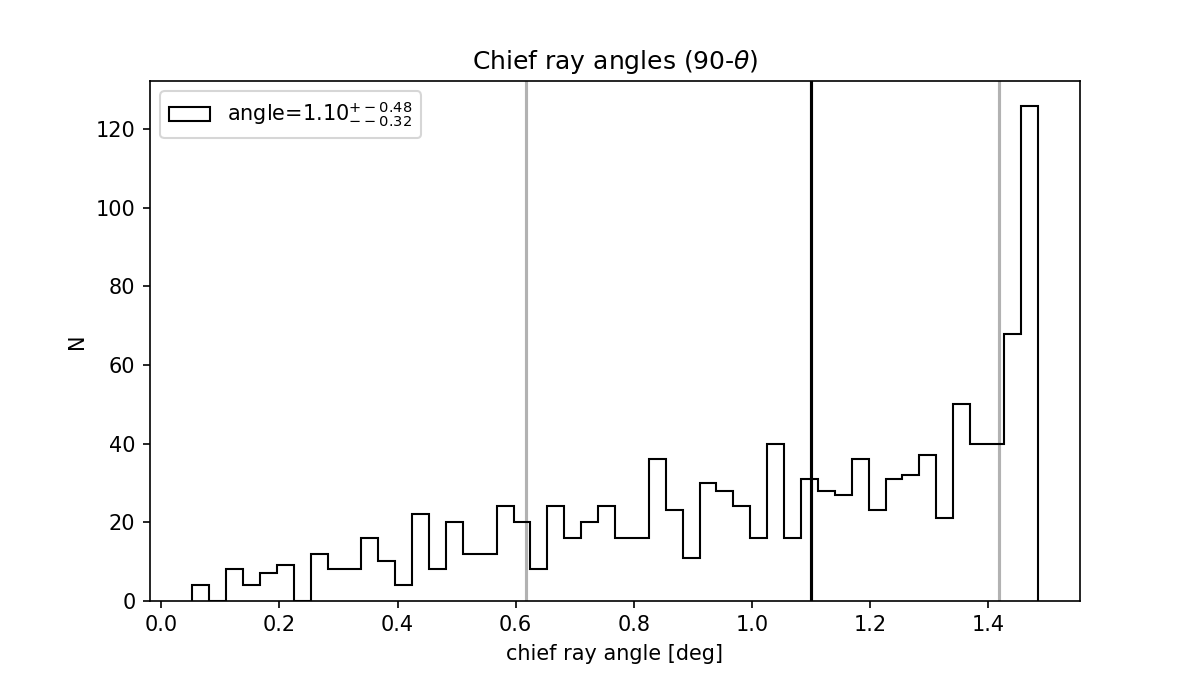 Chief ray angles (90-θ)
angle=1.10^{+-0.48}_{--0.32}
120
100
80
60
40
20
0
N
0.0 0.2 0.4 0.6 0.8 1.0 1.2 1.4
chief ray angle [deg]